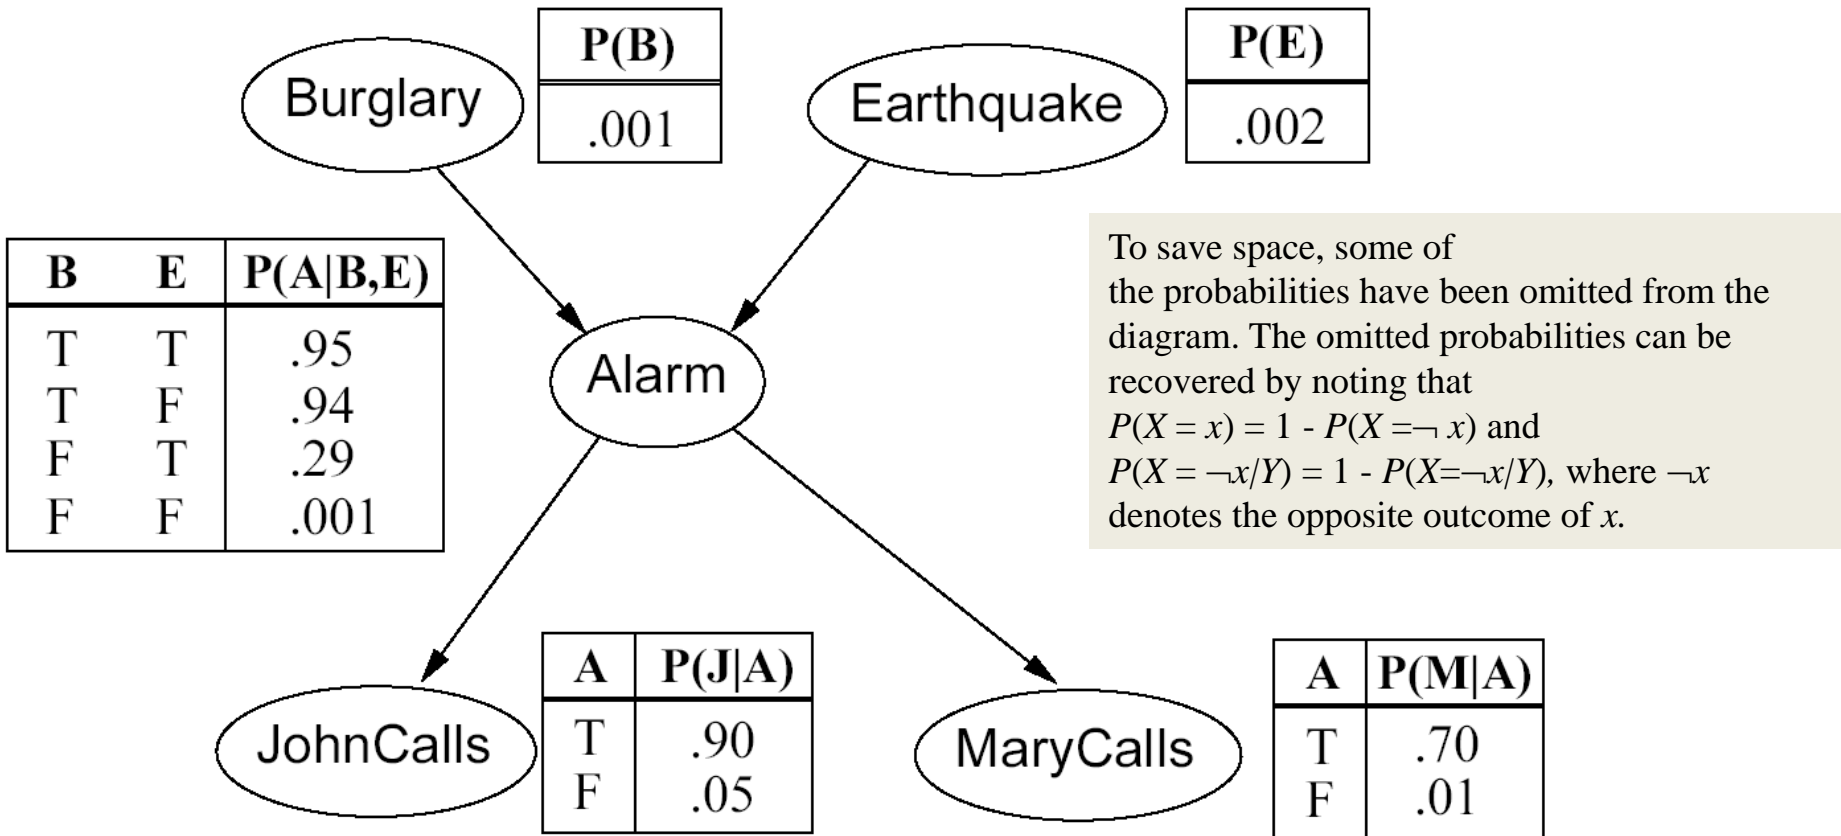 Burglary
P(B)
.001
Earthquake
P(E)
.002
B E P(A|B,E)
T T .95
T F .94
F T .29
F F .001
Alarm
To save space, some of
the probabilities have been omitted from the
diagram. The omitted probabilities can be
recovered by noting that
P(X = x) = 1 - P(X =¬ x) and
P(X = ¬x/Y) = 1 - P(X=¬x/Y), where ¬x
denotes the opposite outcome of x.
JohnCalls
A P(J|A)
T .90
F .05
MaryCalls
A P(M|A)
T .70
F .01